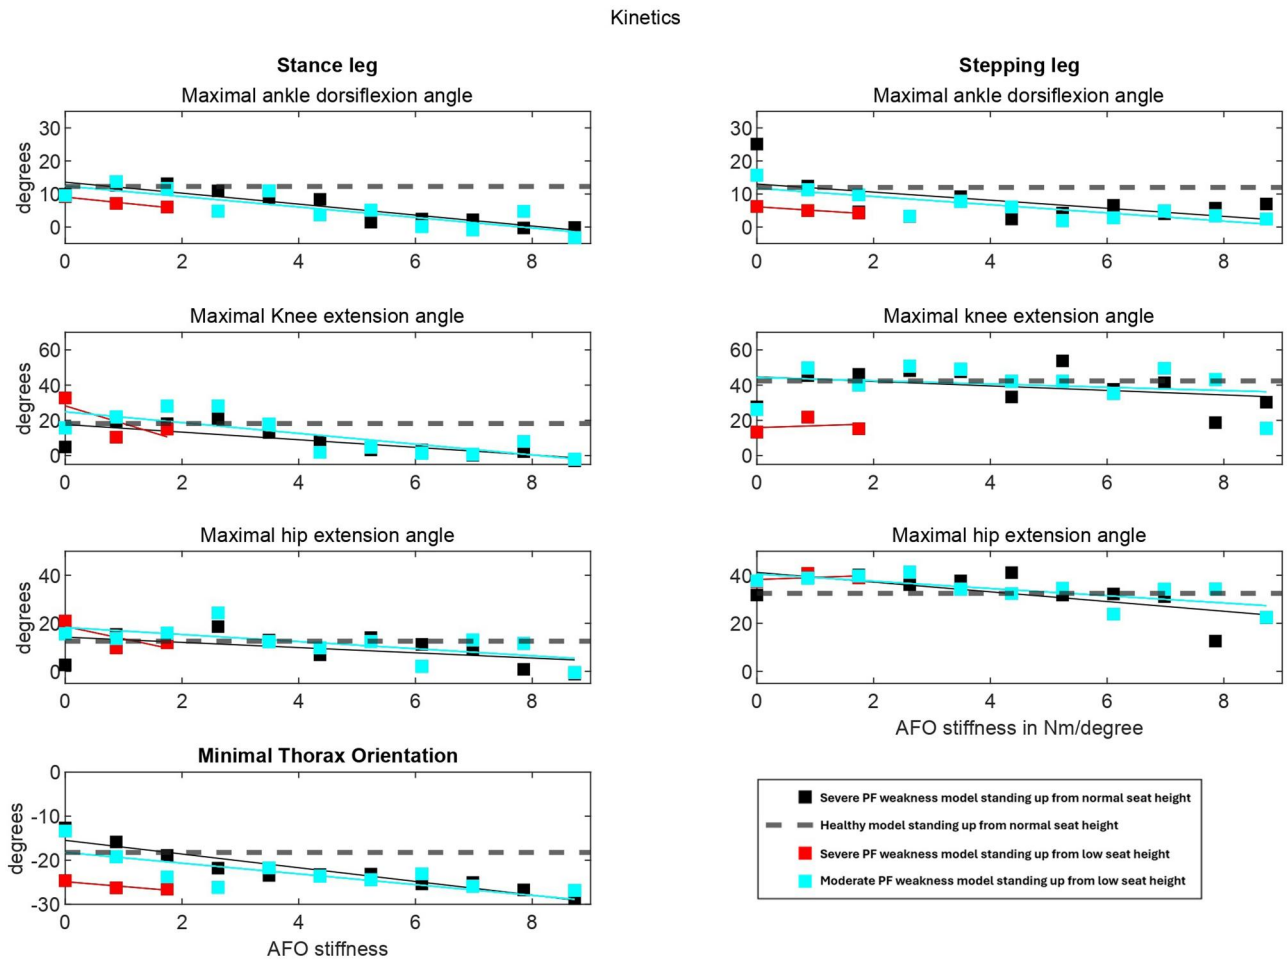 Kinetics
Stance leg
Maximal ankle dorsiflexion angle
degrees
30
20
10
0
0 2 4 6 8
Maximal Knee extension angle
degrees
60
40
20
0
0 2 4 6 8
Maximal hip extension angle
40
20
0
0 2 4 6 8
Minimal Thorax Orientation
degrees
0
-10
-20
-30
0 2 4 6 8
AFO stiffness
Stepping leg
Maximal ankle dorsiflexion angle
30
20
10
0
0 2 4 6 8
Maximal knee extension angle
60
40
20
0
0 2 4 6 8
Maximal hip extension angle
40
20
0
0 2 4 6 8
AFO stiffness in Nm/degree
Severe PF weakness model standing up from normal seat height
Healthy model standing up from normal seat height
Severe PF weakness model standing up from low seat height
Moderate PF weakness model standing up from low seat height